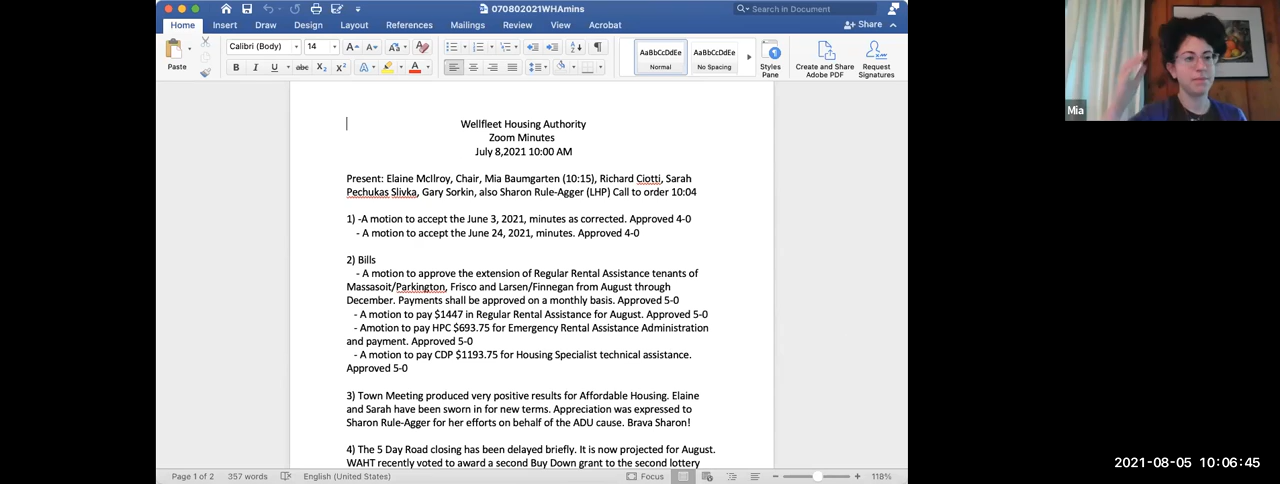 070802021WHAmins
Search in Document
Home Insert Draw Design Layout References Mailings Review View Acrobat Share
Calibri (Body) 14
Paste
B I U abc X2 X2 A A
AaBbCcDdEe AaBbCcDdEe
Normal No Spacing
Styles Pane
Create and Share Adobe PDF
Request Signatures
Mia
Wellfleet Housing Authority
Zoom Minutes
July 8,2021 10:00 AM
Present: Elaine McIlroy, Chair, Mia Baumgarten (10:15), Richard Ciotti, Sarah
Pechukas Slivka, Gary Sorkin, also Sharon Rule-Agger (LHP) Call to order 10:04
1) -A motion to accept the June 3, 2021, minutes as corrected. Approved 4-0
- A motion to accept the June 24, 2021, minutes. Approved 4-0
2) Bills
- A motion to approve the extension of Regular Rental Assistance tenants of
Massasoit/Parkington, Frisco and Larsen/Finnegan from August through
December. Payments shall be approved on a monthly basis. Approved 5-0
- A motion to pay $1447 in Regular Rental Assistance for August. Approved 5-0
- Amotion to pay HPC $693.75 for Emergency Rental Assistance Administration
and payment. Approved 5-0
- A motion to pay CDP $1193.75 for Housing Specialist technical assistance.
Approved 5-0
3) Town Meeting produced very positive results for Affordable Housing. Elaine
and Sarah have been sworn in for new terms. Appreciation was expressed to
Sharon Rule-Agger for her efforts on behalf of the ADU cause. Brava Sharon!
4) The 5 Day Road closing has been delayed briefly. It is now projected for August.
WAHT recently voted to award a second Buy Down grant to the second lottery
Page 1 of 2 357 words English (United States) Focus 118%
2021-08-05 10:06:45